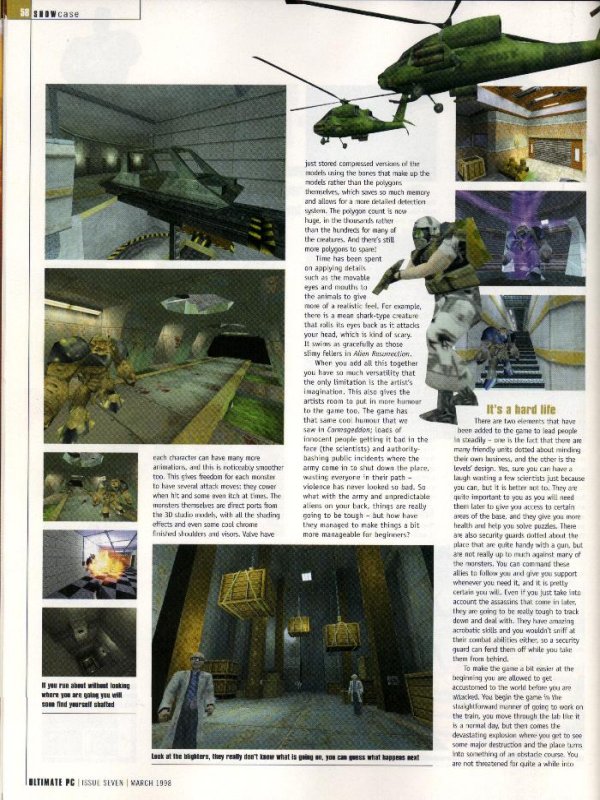 58 SHOWcase
each character can have many more
animations, and this is noticeably smoother
too. This gives freedom for each monster
to have several attack moves: they cower
when hit and some even itch at times. The
monsters themselves are direct ports from
the 3D studio models, with all the shading
effects and even some cool chrome
finished shoulders and visors. Valve have
just stored compressed versions of the
models using the bones that make up the
models rather than the polygons
themselves, which saves so much memory
and allows for a more detailed detection
system. The polygon count is now
huge, in the thousands rather
than the hundreds for many of
the creatures. And there's still
more polygons to spare!
Time has been spent
on applying details
such as the movable
eyes and mouths to
the animals to give
more of a realistic feel. For example,
there is a mean shark-type creature
that rolls its eyes back as it attacks
your head, which is kind of scary.
It swims as gracefully as those
slimy fellers in Alien Resurrection.
When you add all this together
you have so much versatility that
the only limitation is the artist's
imagination. This also gives the
artists room to put in more humour
to the game too. The game has
that same cool humour that we
saw in Carmageddon; loads of
innocent people getting it bad in the
face (the scientists) and authority-
bashing public incidents where the
army come in to shut down the place,
wasting everyone in their path –
violence has never looked so bad. So
what with the army and unpredictable
aliens on your back, things are really
going to be tough – but how have
they managed to make things a bit
more manageable for beginners?
It's a hard life
There are two elements that have
been added to the game to lead people
in steadily – one is the fact that there are
many friendly units dotted about minding
their own business, and the other is the
levels' design. Yes, sure you can have a
laugh wasting a few scientists just because
you can, but it is better not to. They are
quite important to you as you will need
them later to give you access to certain
areas of the base, and they give you more
health and help you solve puzzles. There
are also security guards dotted about the
place that are quite handy with a gun, but
are not really up to much against many of
the monsters. You can command these
allies to follow you and give you support
whenever you need it, and it is pretty
certain you will. Even if you just take into
account the assassins that come in later,
they are going to be really tough to track
down and deal with. They have amazing
acrobatic skills and you wouldn't sniff at
their combat abilities either, so a security
guard can fend them off while you take
them from behind.
To make the game a bit easier at the
beginning you are allowed to get
accustomed to the world before you are
attacked. You begin the game in the
straightforward manner of going to work on
the train, you move through the lab like it
is a normal day, but then comes the
devastating explosion where you get to see
some major destruction and the place turns
into something of an obstacle course. You
are not threatened for quite a while into
If you run about without looking
where you are going you will
soon find yourself shafted
Look at the blighters, they really don't know what is going on, you can guess what happens next
ULTIMATE PC | ISSUE SEVEN | MARCH 1998